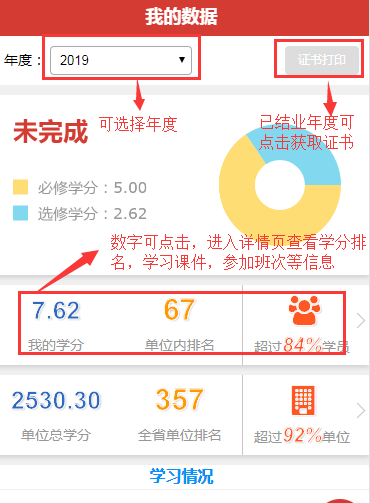 我的数据
年度：
2019
证书打印
未完成
可选择年度
已结业年度可
点击获取证书
必修学分：5.00
选修学分：2.62
数字可点击，进入详情页查看学分排
名，学习课件，参加班次等信息
7.62
67
我的学分
单位内排名
超过84%学员
2530.30
357
单位总学分
全省单位排名
超过92%单位
学习情况